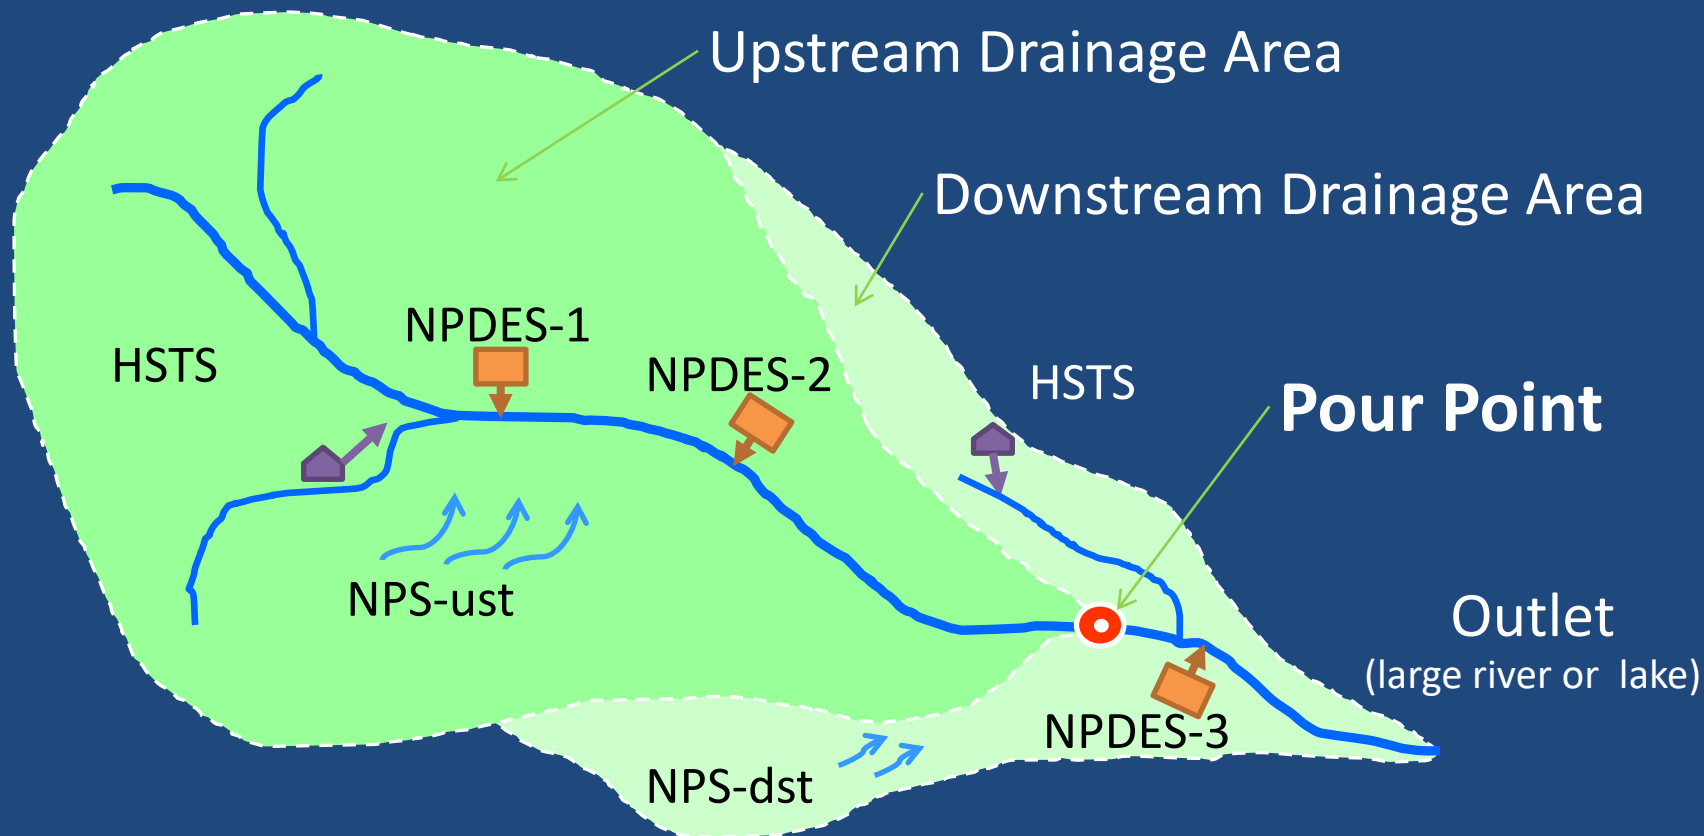 Upstream Drainage Area
Downstream Drainage Area
NPDES-1
HSTS
NPDES-2
HSTS
Pour Point
NPS-ust
Outlet
(large river or  lake)
NPDES-3
NPS-dst